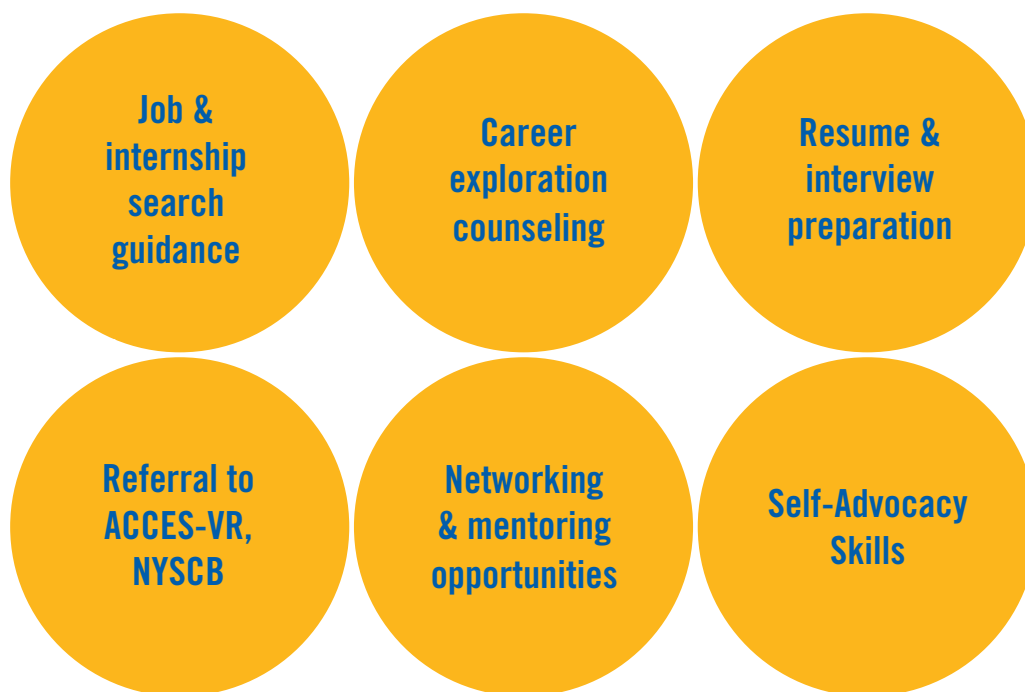 Job &
internship
search
guidance
Career
exploration
counseling
Resume &
interview
preparation
Referral to
ACCES-VR,
NYSCB
Networking
& mentoring
opportunities
Self-Advocacy
Skills